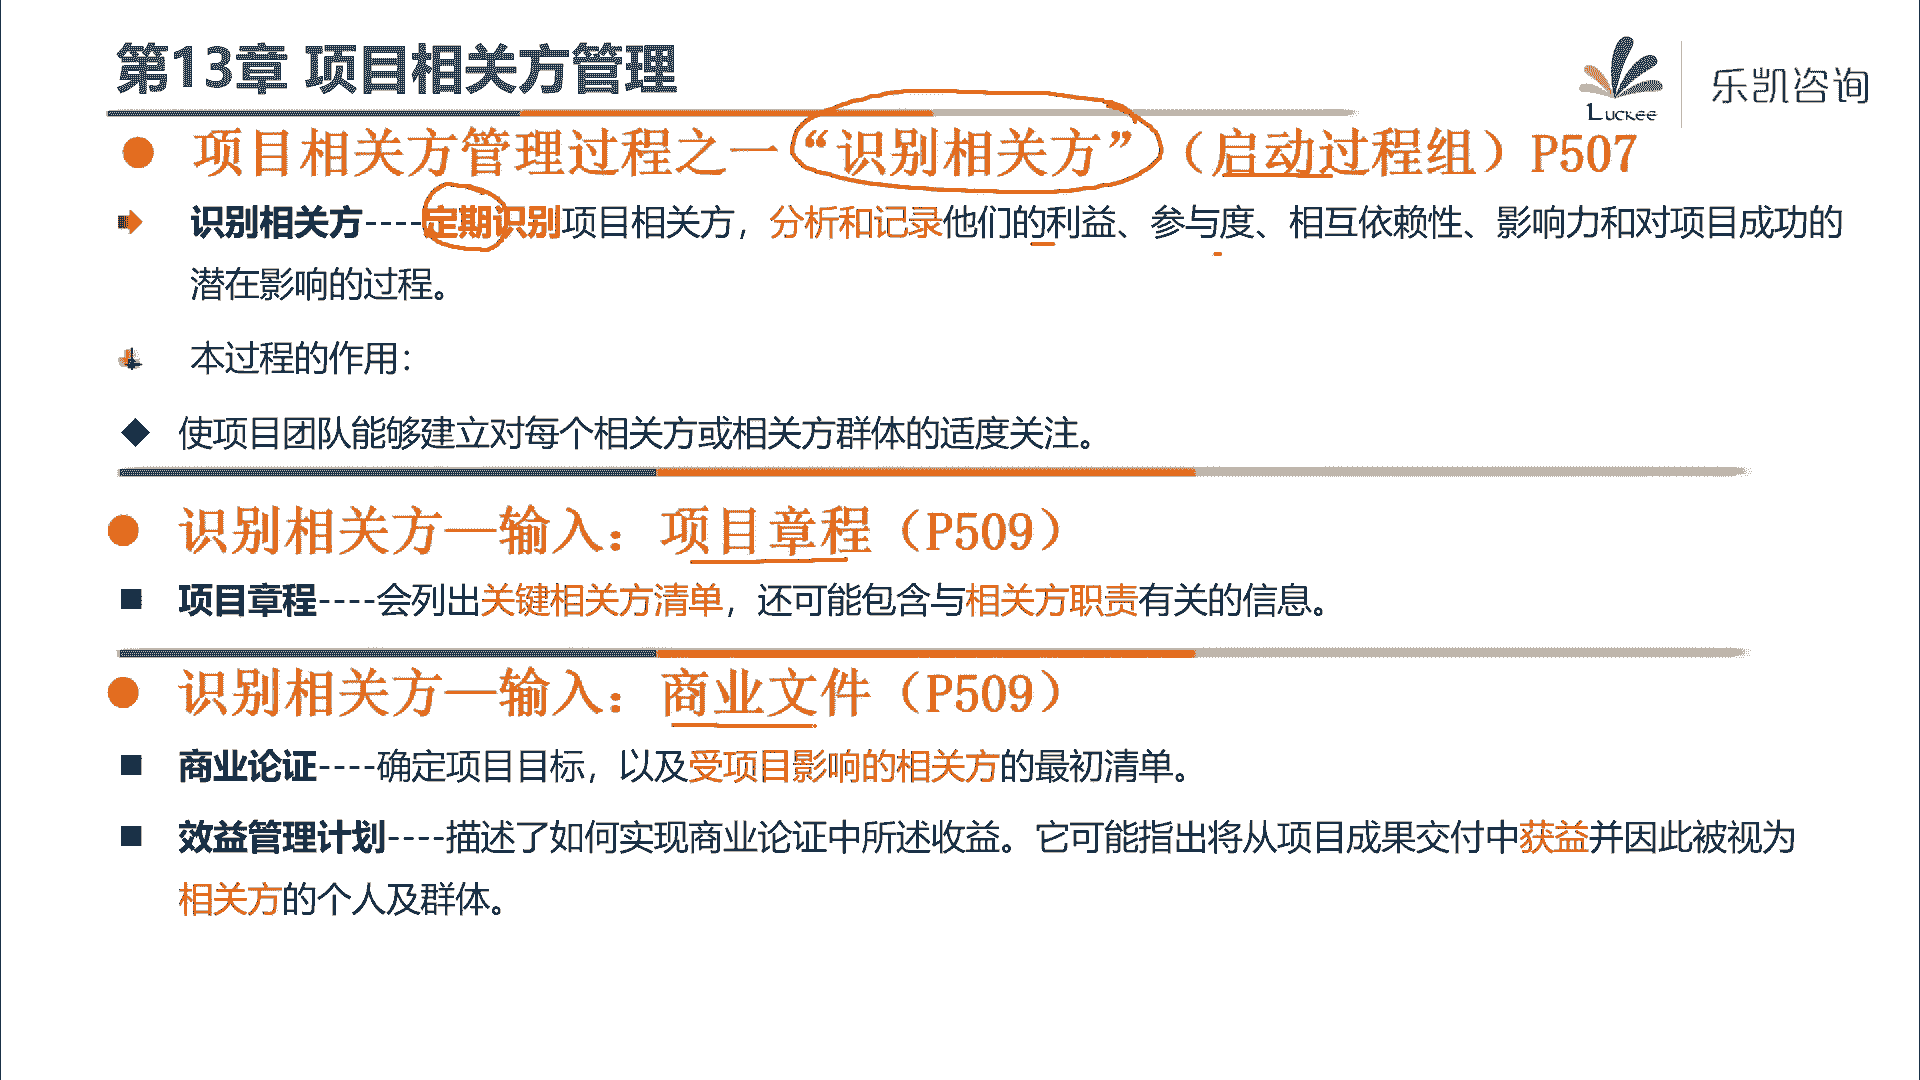 第13章 项目相关方管理
Luckee
乐凯咨询
项目相关方管理过程之一“识别相关方”（启动过程组）P507
识别相关方----定期识别项目相关方，分析和记录他们的利益、参与度、相互依赖性、影响力和对项目成功的
潜在影响的过程。
本过程的作用：
使项目团队能够建立对每个相关方或相关方群体的适度关注。
识别相关方—输入：项目章程（P509）
项目章程----会列出关键相关方清单，还可能包含与相关方职责有关的信息。
识别相关方—输入：商业文件（P509）
商业论证----确定项目目标，以及受项目影响的相关方的最初清单。
效益管理计划----描述了如何实现商业论证中所述收益。它可能指出将从项目成果交付中获益并因此被视为
相关方的个人及群体。